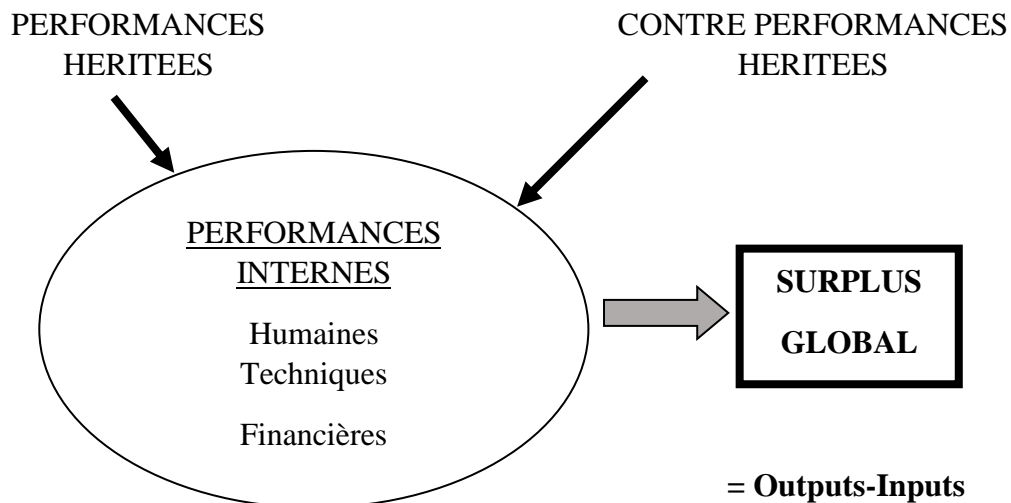 PERFORMANCES
HERITEES
CONTRE PERFORMANCES
HERITEES
PERFORMANCES
INTERNES
Humaines
Techniques
Financières
SURPLUS
GLOBAL
= Outputs-Inputs